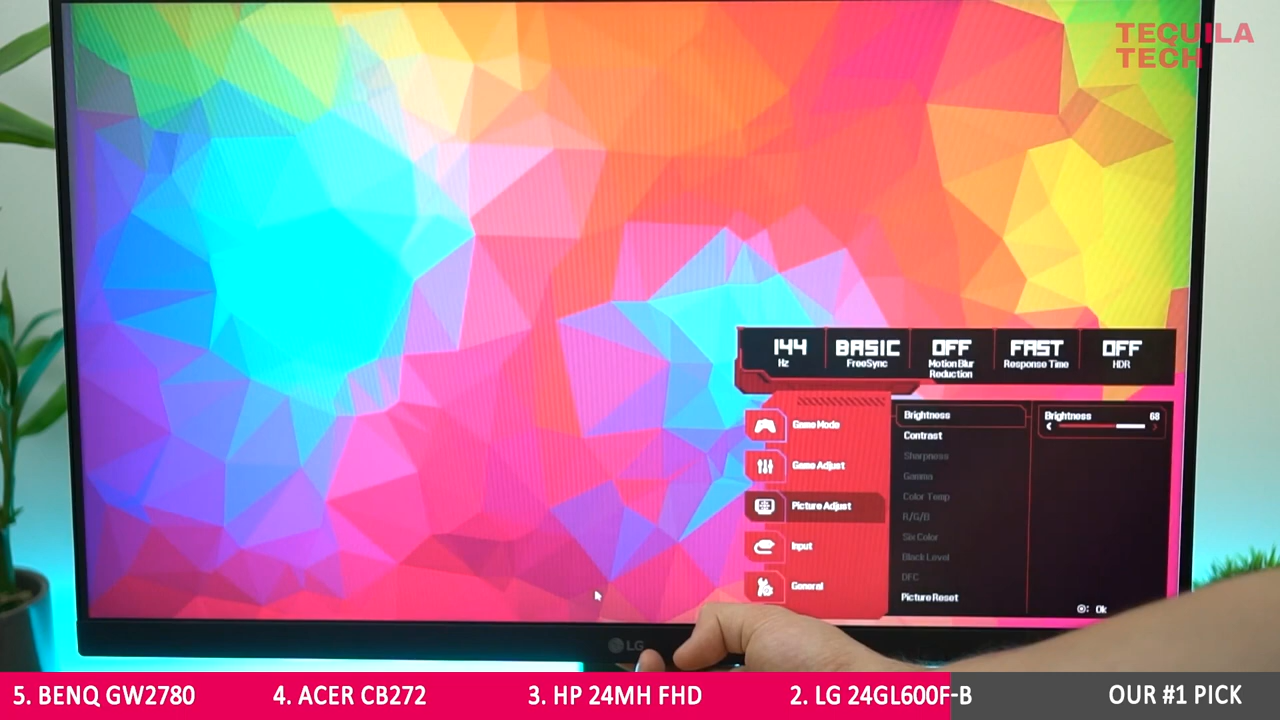 TEQUILA
TECH
144
Hz
BASIC
FreeSync
OFF
Motion Blur
Reduction
FAST
Response Time
OFF
HDR
Game Mode
Game Adjust
Picture Adjust
Input
General
Brightness
Contrast
Sharpness
Gamma
Color Temp
R/G/B
Six Color
Black Level
DFC
Picture Reset
Brightness 68
: Ok
LG
5. BENQ GW2780
4. ACER CB272
3. HP 24MH FHD
2. LG 24GL600F-B
OUR #1 PICK